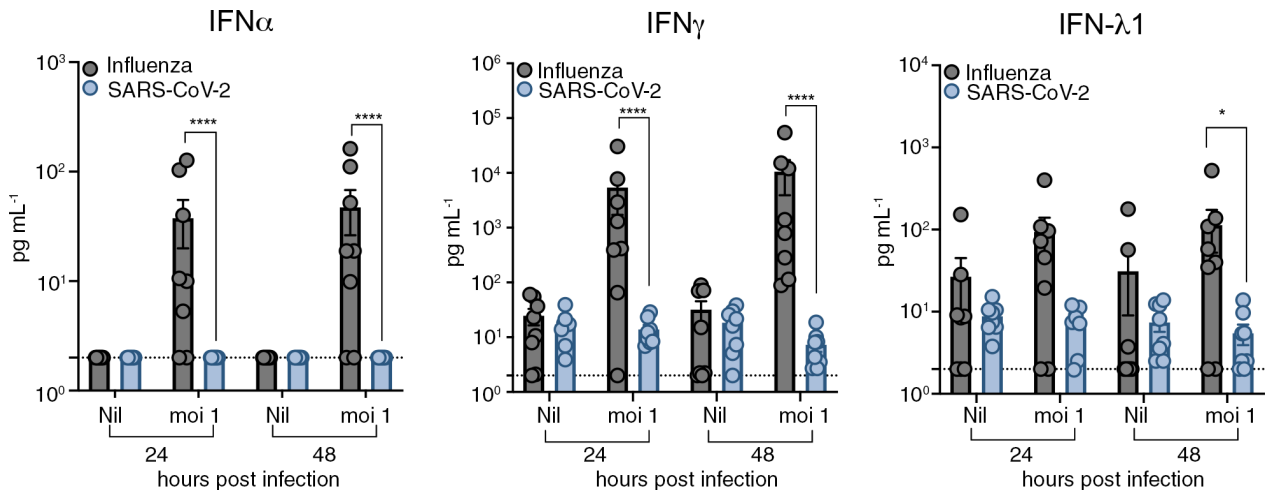 IFNα
10³
Influenza
SARS-CoV-2
****
****
10²
10¹
10⁰
pg mL⁻¹
Nil
moi 1
Nil
moi 1
24
48
hours post infection
IFNγ
10⁶
Influenza
SARS-CoV-2
****
****
10⁵
10⁴
10³
10²
10¹
10⁰
pg mL⁻¹
Nil
moi 1
Nil
moi 1
24
48
hours post infection
IFN-λ1
10⁴
Influenza
SARS-CoV-2
*
10³
10²
10¹
10⁰
pg mL⁻¹
Nil
moi 1
Nil
moi 1
24
48
hours post infection